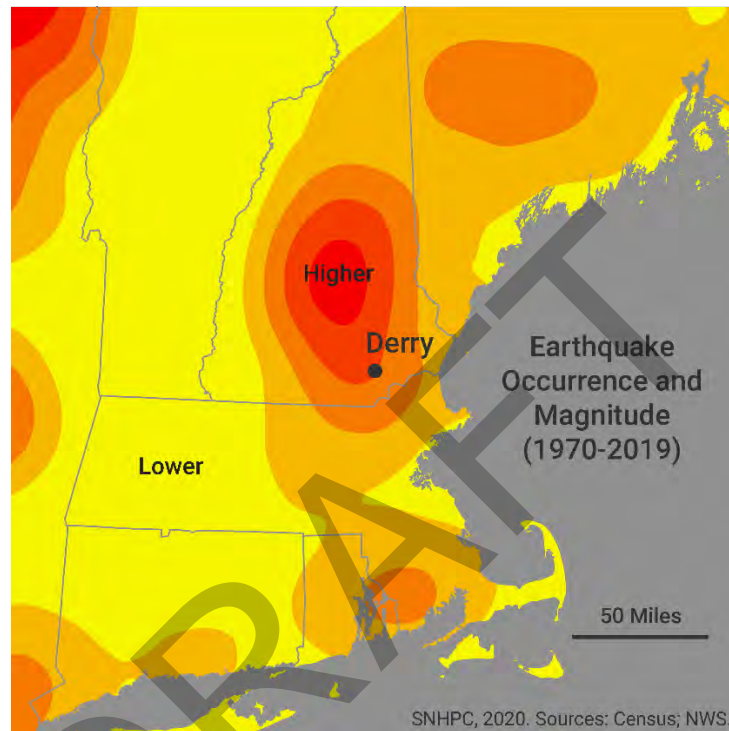 Higher
Derry
Earthquake
Occurrence and
Magnitude
(1970-2019)
Lower
50 Miles
SNHPC, 2020. Sources: Census; NWS.
DRAFT